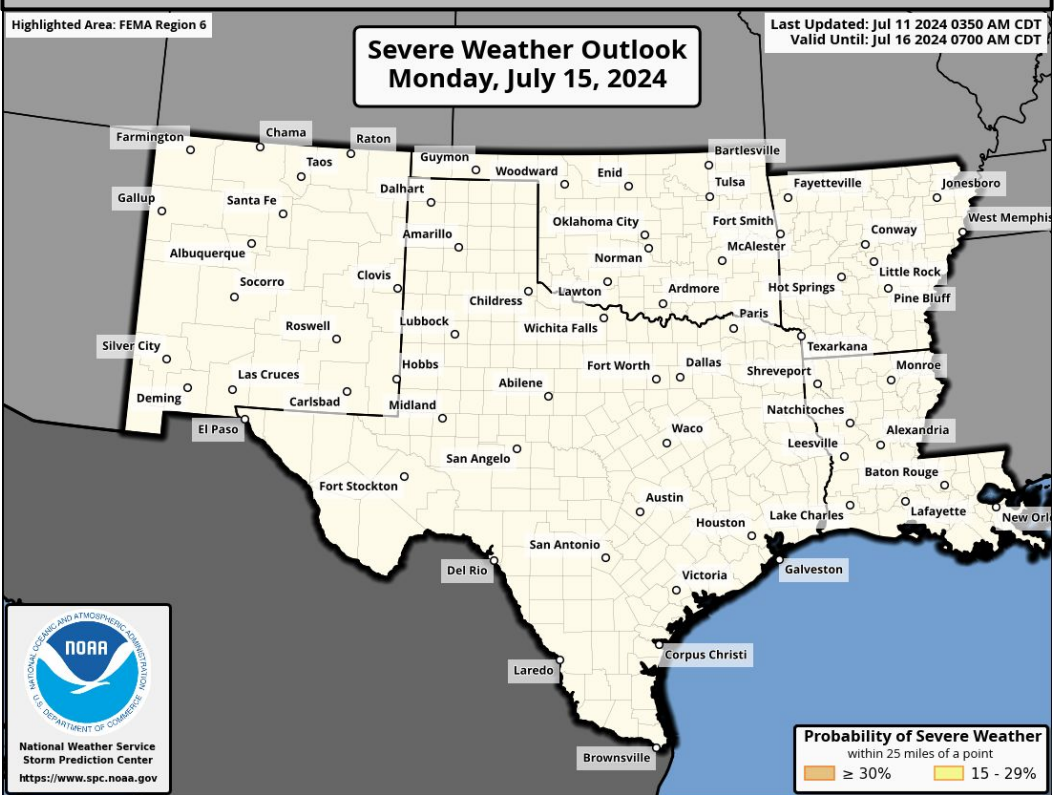 Highlighted Area: FEMA Region 6
Severe Weather Outlook
Monday, July 15, 2024
Last Updated: Jul 11 2024 0350 AM CDT
Valid Until: Jul 16 2024 0700 AM CDT
Farmington
Chama
Raton
Taos
Guymon
Woodward
Enid
Bartlesville
Tulsa
Fayetteville
Jonesboro
Gallup
Santa Fe
Dalhart
Oklahoma City
Fort Smith
West Memphis
Albuquerque
Amarillo
Norman
McAlester
Conway
Socorro
Clovis
Childress
Lawton
Ardmore
Hot Springs
Little Rock
Pine Bluff
Roswell
Lubbock
Wichita Falls
Paris
Texarkana
Silver City
Hobbs
Fort Worth
Dallas
Shreveport
Monroe
Las Cruces
Abilene
Deming
Carlsbad
Midland
Natchitoches
El Paso
Waco
Leesville
Alexandria
San Angelo
Fort Stockton
Baton Rouge
Austin
Houston
Lake Charles
Lafayette
New Orl
San Antonio
Del Rio
Galveston
Victoria
Laredo
Corpus Christi
Brownsville
NATIONAL OCEANIC AND ATMOSPHERIC ADMINISTRATION
NOAA
U.S. DEPARTMENT OF COMMERCE
National Weather Service
Storm Prediction Center
https://www.spc.noaa.gov
Probability of Severe Weather
within 25 miles of a point
≥ 30%
15 - 29%